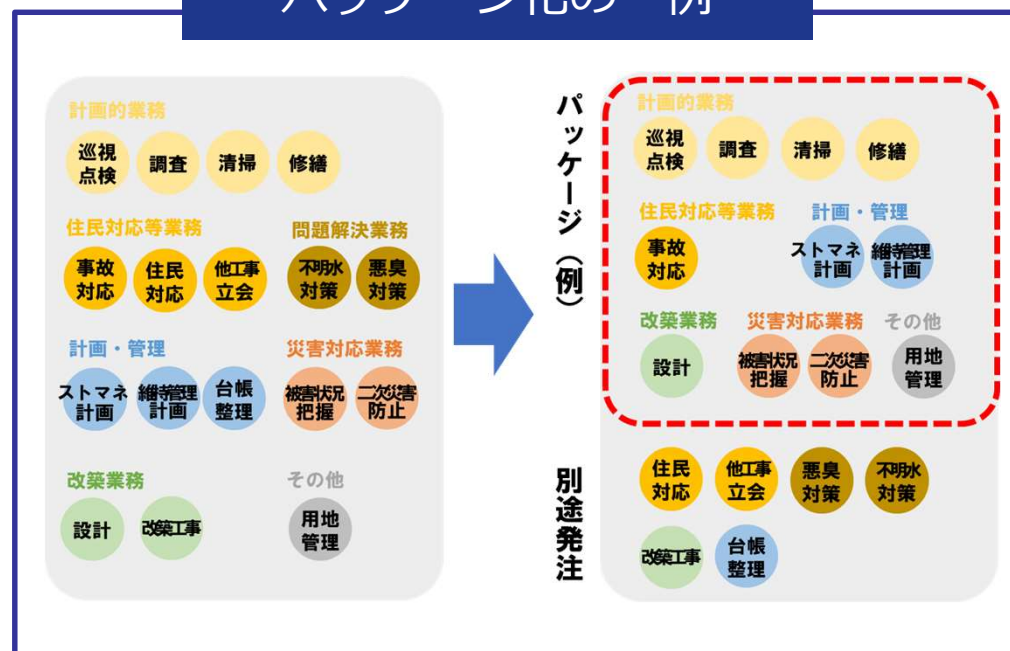 パッケージ化の一例
計画的業務
巡視
点検
調査
清掃
修繕
住民対応等業務
事故
対応
住民
対応
他工事
立会
問題解決業務
不明水
対策
悪臭
対策
計画・管理
ストマネ
計画
維持管理
計画
台帳
整理
災害対応業務
被害状況
把握
二次災害
防止
改築業務
設計
改築工事
その他
用地
管理
パッケージ（例）
計画的業務
巡視
点検
調査
清掃
修繕
住民対応等業務
事故
対応
計画・管理
ストマネ
計画
維持管理
計画
改築業務
設計
災害対応業務
被害状況
把握
二次災害
防止
その他
用地
管理
別途発注
住民
対応
他工事
立会
悪臭
対策
不明水
対策
改築工事
台帳
整理